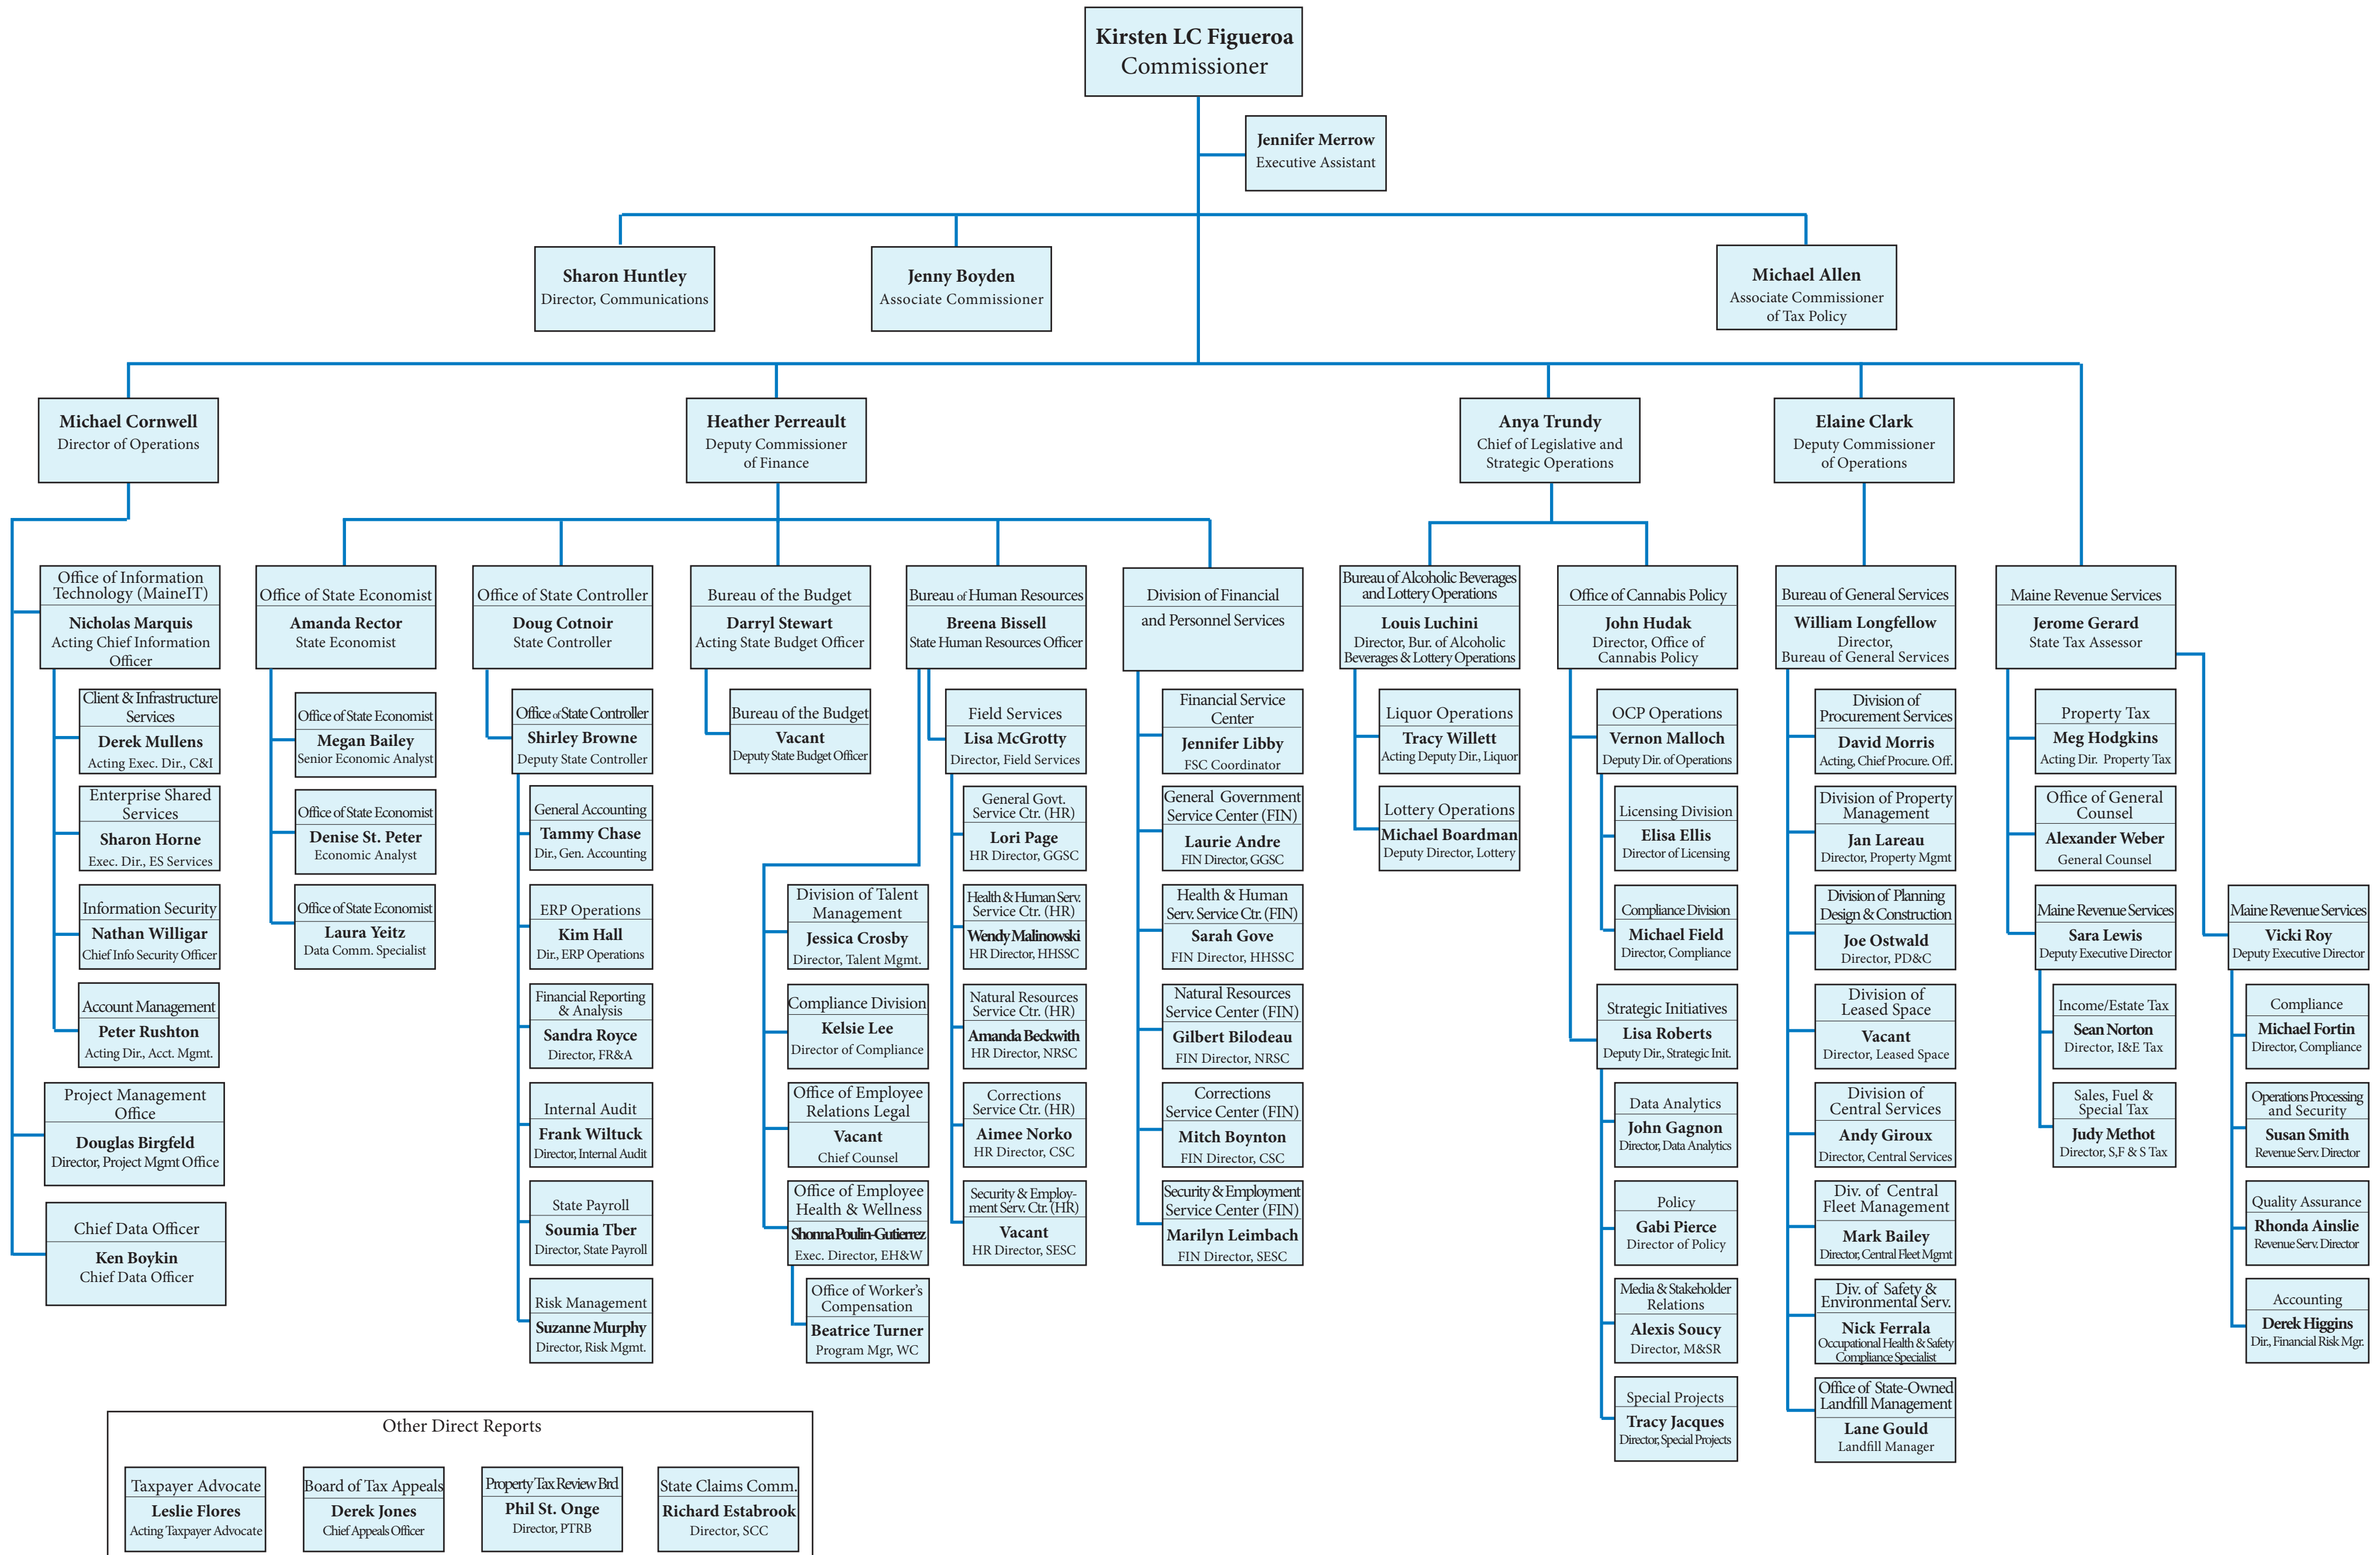 Kirsten LC Figueroa
Commissioner
Jennifer Merrow
Executive Assistant
Sharon Huntley
Director, Communications
Jenny Boyden
Associate Commissioner
Michael Allen
Associate Commissioner
of Tax Policy
Michael Cornwell
Director of Operations
Heather Perreault
Deputy Commissioner
of Finance
Anya Trundy
Chief of Legislative and
Strategic Operations
Elaine Clark
Deputy Commissioner
of Operations
Office of Information
Technology (MaineIT)
Nicholas Marquis
Acting Chief Information
Officer
Client & Infrastructure
Services
Derek Mullens
Acting Exec. Dir., C&I
Enterprise Shared
Services
Sharon Horne
Exec. Dir., ES Services
Information Security
Nathan Willigar
Chief Info Security Officer
Account Management
Peter Rushton
Acting Dir., Acct. Mgmt.
Project Management
Office
Douglas Birgfeld
Director, Project Mgmt Office
Chief Data Officer
Ken Boykin
Chief Data Officer
Office of State Economist
Amanda Rector
State Economist
Office of State Economist
Megan Bailey
Senior Economic Analyst
Office of State Economist
Denise St. Peter
Economic Analyst
Office of State Economist
Laura Yeitz
Data Comm. Specialist
Office of State Controller
Doug Cotnoir
State Controller
Office of State Controller
Shirley Browne
Deputy State Controller
General Accounting
Tammy Chase
Dir., Gen. Accounting
ERP Operations
Kim Hall
Dir., ERP Operations
Financial Reporting
& Analysis
Sandra Royce
Director, FR&A
Internal Audit
Frank Wiltuck
Director, Internal Audit
State Payroll
Soumia Tber
Director, State Payroll
Risk Management
Suzanne Murphy
Director, Risk Mgmt.
Bureau of the Budget
Darryl Stewart
Acting State Budget Officer
Bureau of the Budget
Vacant
Deputy State Budget Officer
Bureau of Human Resources
Breena Bissell
State Human Resources Officer
Field Services
Lisa McGrotty
Director, Field Services
General Govt.
Service Ctr. (HR)
Lori Page
HR Director, GGSC
Health & Human Serv.
Service Ctr. (HR)
Wendy Malinowski
HR Director, HHSSC
Natural Resources
Service Ctr. (HR)
Amanda Beckwith
HR Director, NRSC
Corrections
Service Ctr. (HR)
Aimee Norko
HR Director, CSC
Security & Employ-
ment Serv. Ctr. (HR)
Vacant
HR Director, SESC
Division of Talent
Management
Jessica Crosby
Director, Talent Mgmt.
Compliance Division
Kelsie Lee
Director of Compliance
Office of Employee
Relations Legal
Vacant
Chief Counsel
Office of Employee
Health & Wellness
Shonna Poulin-Gutierrez
Exec. Director, EH&W
Office of Worker's
Compensation
Beatrice Turner
Program Mgr, WC
Division of Financial
and Personnel Services
Financial Service
Center
Jennifer Libby
FSC Coordinator
General Government
Service Center (FIN)
Laurie Andre
FIN Director, GGSC
Health & Human
Serv. Service Ctr. (FIN)
Sarah Gove
FIN Director, HHSSC
Natural Resources
Service Center (FIN)
Gilbert Bilodeau
FIN Director, NRSC
Corrections
Service Center (FIN)
Mitch Boynton
FIN Director, CSC
Security & Employment
Service Center (FIN)
Marilyn Leimbach
FIN Director, SESC
Bureau of Alcoholic Beverages
and Lottery Operations
Louis Luchini
Director, Bur. of Alcoholic
Beverages & Lottery Operations
Liquor Operations
Tracy Willett
Acting Deputy Dir., Liquor
Lottery Operations
Michael Boardman
Deputy Director, Lottery
Office of Cannabis Policy
John Hudak
Director, Office of
Cannabis Policy
OCP Operations
Vernon Malloch
Deputy Dir. of Operations
Licensing Division
Elisa Ellis
Director of Licensing
Compliance Division
Michael Field
Director, Compliance
Strategic Initiatives
Lisa Roberts
Deputy Dir., Strategic Init.
Data Analytics
John Gagnon
Director, Data Analytics
Policy
Gabi Pierce
Director of Policy
Media & Stakeholder
Relations
Alexis Soucy
Director, M&SR
Special Projects
Tracy Jacques
Director, Special Projects
Bureau of General Services
William Longfellow
Director,
Bureau of General Services
Division of
Procurement Services
David Morris
Acting, Chief Procure. Off.
Division of Property
Management
Jan Lareau
Director, Property Mgmt
Division of Planning
Design & Construction
Joe Ostwald
Director, PD&C
Division of
Leased Space
Vacant
Director, Leased Space
Division of
Central Services
Andy Giroux
Director, Central Services
Div. of Central
Fleet Management
Mark Bailey
Director, Central Fleet Mgmt
Div. of Safety &
Environmental Serv.
Nick Ferrala
Occupational Health & Safety
Compliance Specialist
Office of State-Owned
Landfill Management
Lane Gould
Landfill Manager
Maine Revenue Services
Jerome Gerard
State Tax Assessor
Property Tax
Meg Hodgkins
Acting Dir. Property Tax
Office of General
Counsel
Alexander Weber
General Counsel
Maine Revenue Services
Sara Lewis
Deputy Executive Director
Income/Estate Tax
Sean Norton
Director, I&E Tax
Sales, Fuel &
Special Tax
Judy Methot
Director, S,F & S Tax
Maine Revenue Services
Vicki Roy
Deputy Executive Director
Compliance
Michael Fortin
Director, Compliance
Operations Processing
and Security
Susan Smith
Revenue Serv. Director
Quality Assurance
Rhonda Ainslie
Revenue Serv. Director
Accounting
Derek Higgins
Dir., Financial Risk Mgr.
Other Direct Reports
Taxpayer Advocate
Leslie Flores
Acting Taxpayer Advocate
Board of Tax Appeals
Derek Jones
Chief Appeals Officer
Property Tax Review Brd
Phil St. Onge
Director, PTRB
State Claims Comm.
Richard Estabrook
Director, SCC